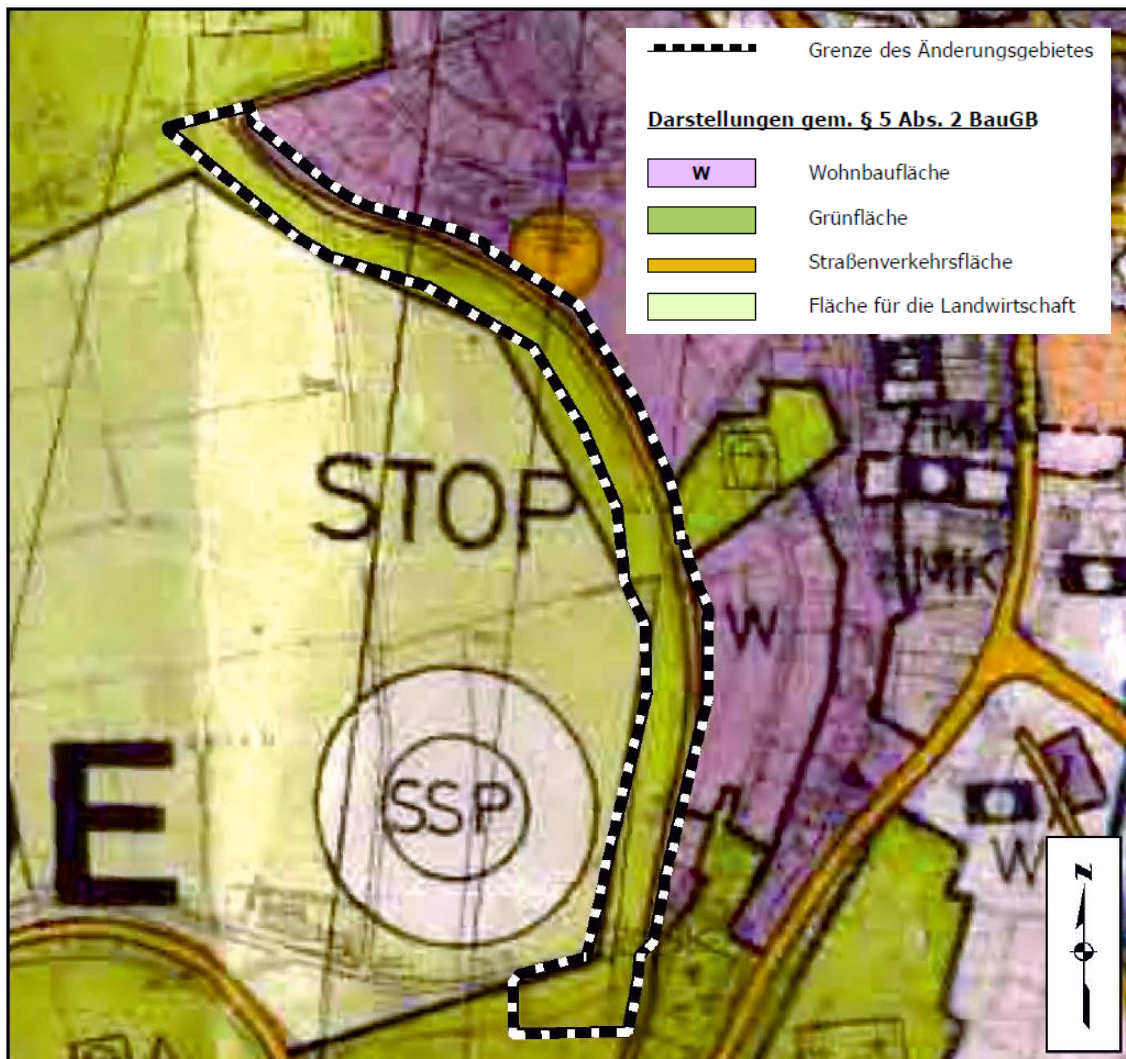 Grenze des Änderungsgebietes
Darstellungen gem. § 5 Abs. 2 BauGB
W Wohnbaufläche
Grünfläche
Straßenverkehrsfläche
Fläche für die Landwirtschaft
W
STOP
MK
W
SSP
E
W
N